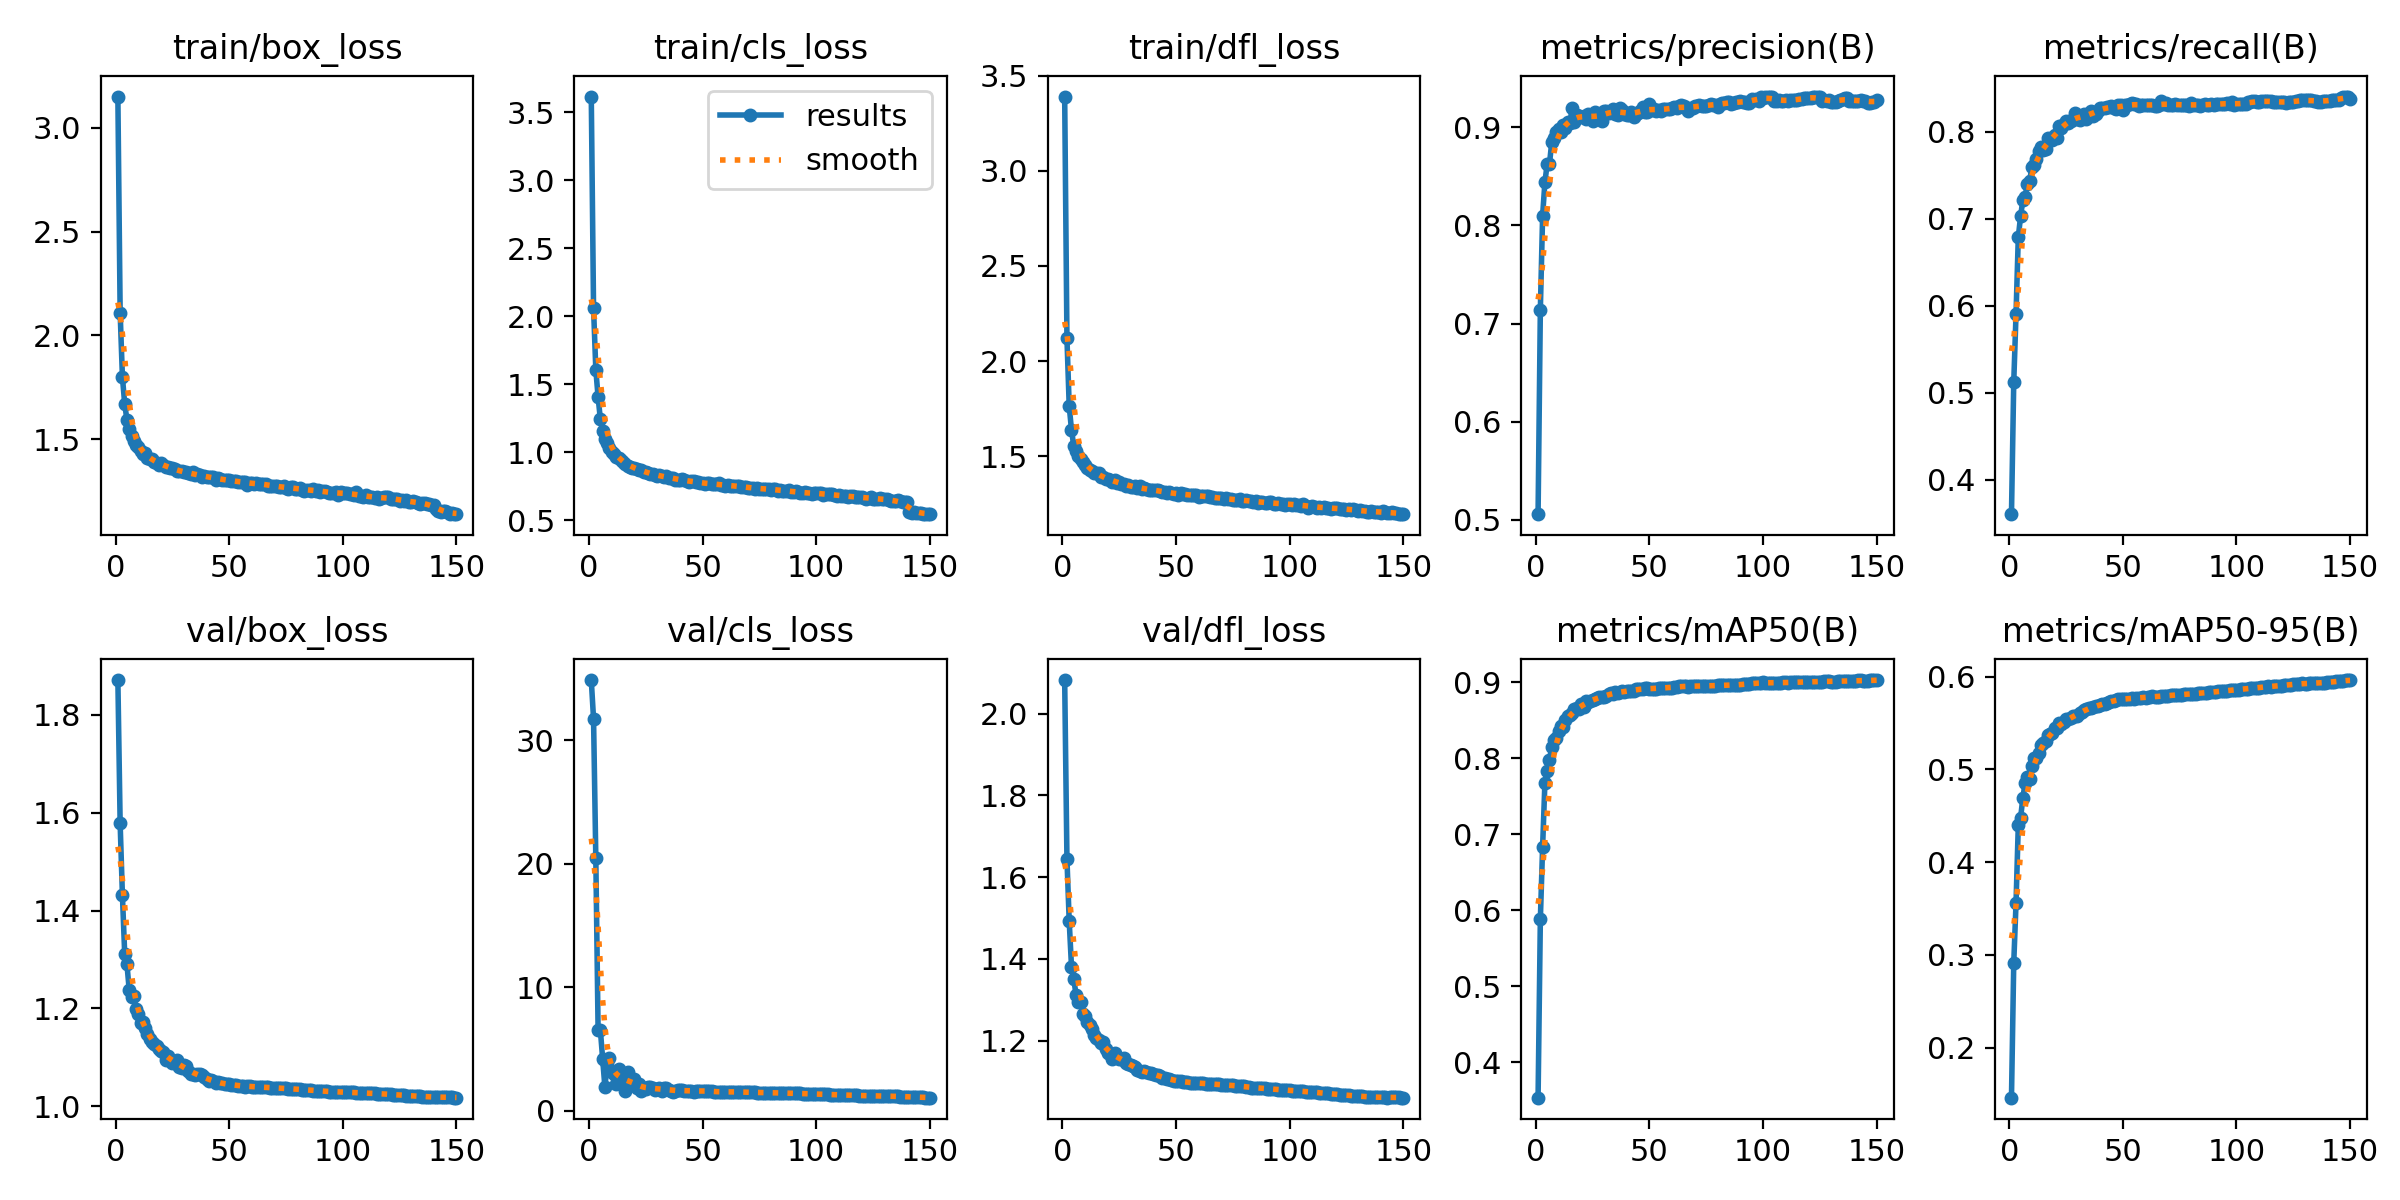 train/box_loss
3.0
2.5
2.0
1.5
0 50 100 150
train/cls_loss
results
smooth
3.5
3.0
2.5
2.0
1.5
1.0
0.5
0 50 100 150
train/dfl_loss
3.5
3.0
2.5
2.0
1.5
0 50 100 150
metrics/precision(B)
0.9
0.8
0.7
0.6
0.5
0 50 100 150
metrics/recall(B)
0.8
0.7
0.6
0.5
0.4
0 50 100 150
val/box_loss
1.8
1.6
1.4
1.2
1.0
0 50 100 150
val/cls_loss
30
20
10
0
0 50 100 150
val/dfl_loss
2.0
1.8
1.6
1.4
1.2
0 50 100 150
metrics/mAP50(B)
0.9
0.8
0.7
0.6
0.5
0.4
0 50 100 150
metrics/mAP50-95(B)
0.6
0.5
0.4
0.3
0.2
0 50 100 150